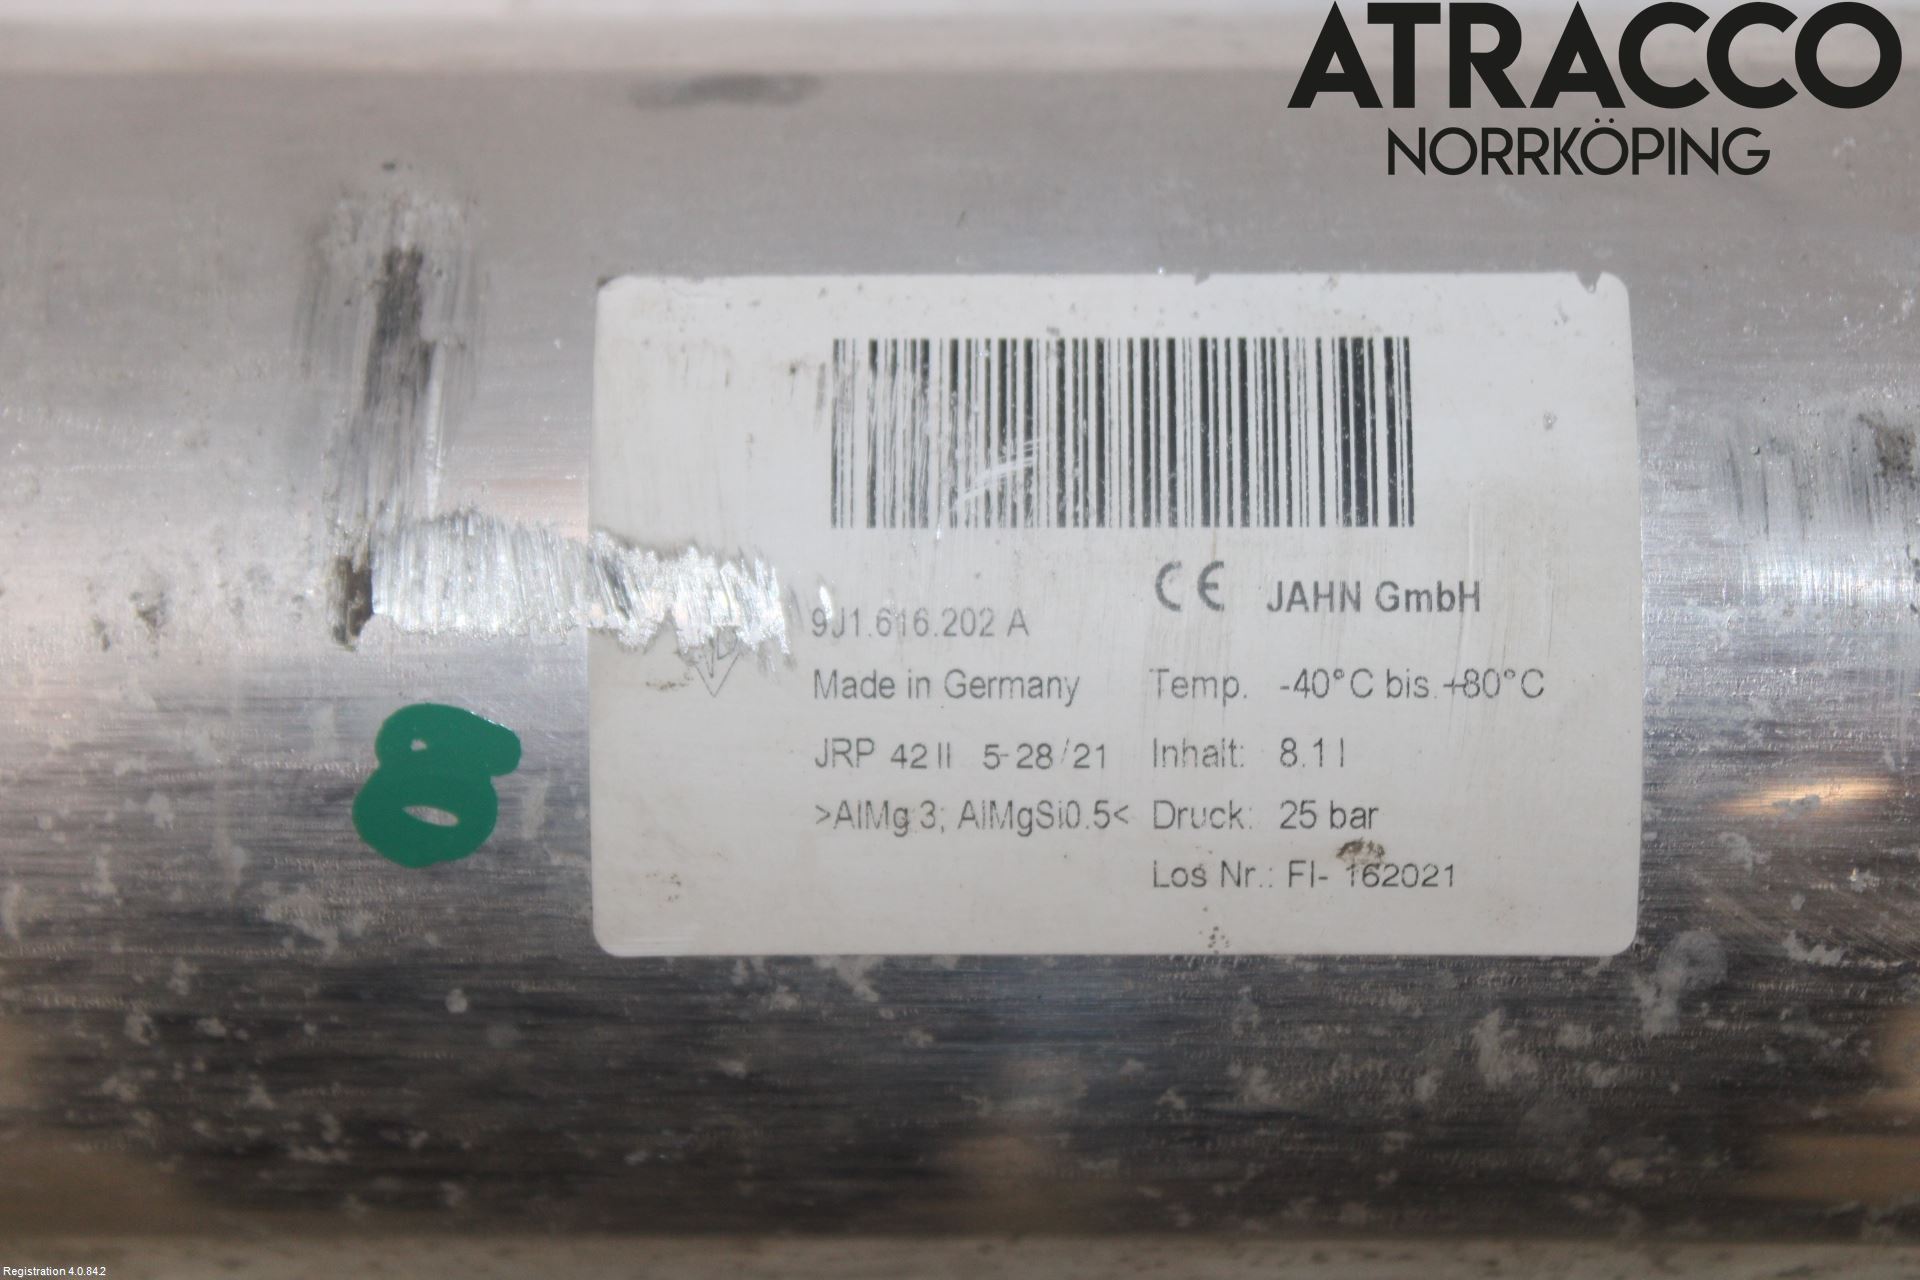 ATRACCO
NORRKÖPING
CE JAHN GmbH
9J1.616.202 A
Made in Germany Temp. -40°C bis +80°C
JRP 42 II 5-28/21 Inhalt: 8.1 l
>AlMg 3; AlMgSi0.5< Druck: 25 bar
Los Nr.: FI- 162021
8
Registration 4.0.84.2